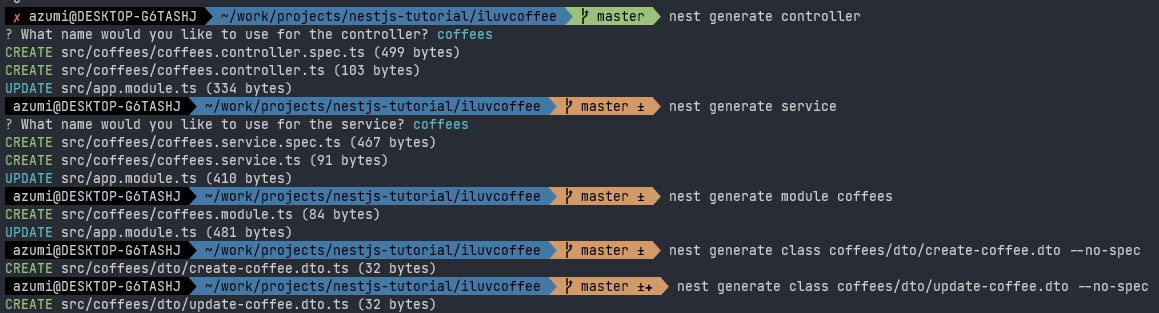 ✗ azumi@DESKTOP-G6TASHJ ~/work/projects/nestjs-tutorial/iluvcoffee master nest generate controller
? What name would you like to use for the controller? coffees
CREATE src/coffees/coffees.controller.spec.ts (499 bytes)
CREATE src/coffees/coffees.controller.ts (103 bytes)
UPDATE src/app.module.ts (334 bytes)
azumi@DESKTOP-G6TASHJ ~/work/projects/nestjs-tutorial/iluvcoffee master ± nest generate service
? What name would you like to use for the service? coffees
CREATE src/coffees/coffees.service.spec.ts (467 bytes)
CREATE src/coffees/coffees.service.ts (91 bytes)
UPDATE src/app.module.ts (410 bytes)
azumi@DESKTOP-G6TASHJ ~/work/projects/nestjs-tutorial/iluvcoffee master ± nest generate module coffees
CREATE src/coffees/coffees.module.ts (84 bytes)
UPDATE src/app.module.ts (481 bytes)
azumi@DESKTOP-G6TASHJ ~/work/projects/nestjs-tutorial/iluvcoffee master ± nest generate class coffees/dto/create-coffee.dto --no-spec
CREATE src/coffees/dto/create-coffee.dto.ts (32 bytes)
azumi@DESKTOP-G6TASHJ ~/work/projects/nestjs-tutorial/iluvcoffee master ±+ nest generate class coffees/dto/update-coffee.dto --no-spec
CREATE src/coffees/dto/update-coffee.dto.ts (32 bytes)